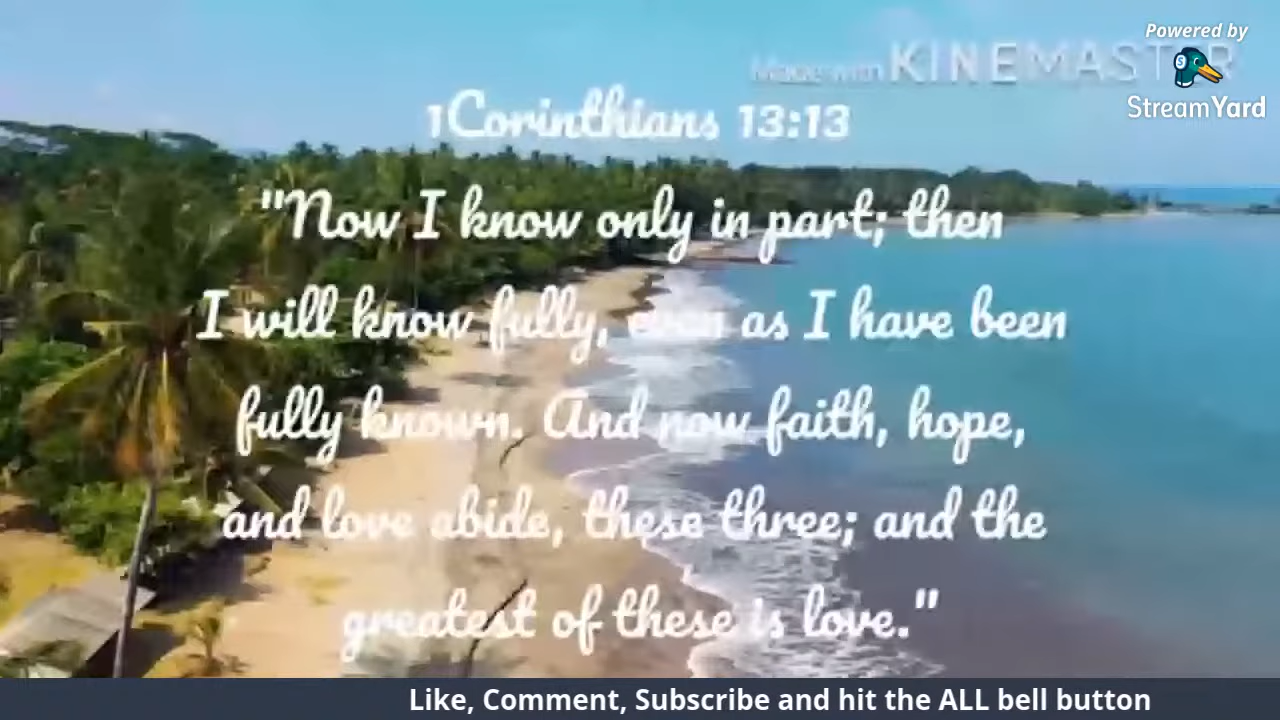 Powered by
Made with KINEMASTER
StreamYard
1Corinthians 13:13
"Now I know only in part; then
I will know fully, even as I have been
fully known. And now faith, hope,
and love abide, these three; and the
greatest of these is love."
Like, Comment, Subscribe and hit the ALL bell button